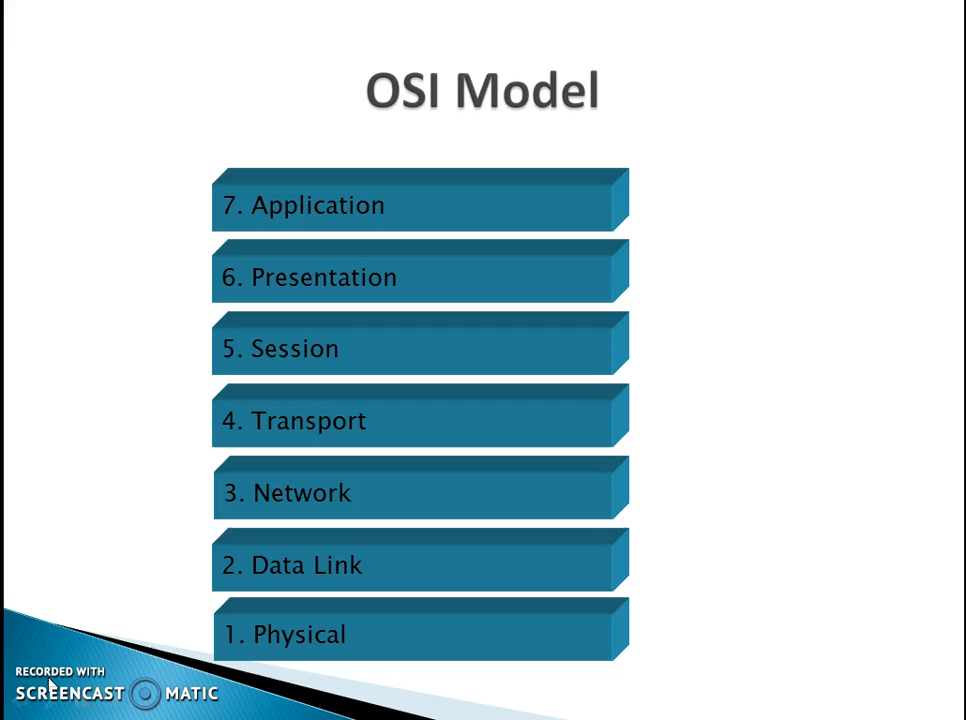 OSI Model
7. Application
6. Presentation
5. Session
4. Transport
3. Network
2. Data Link
1. Physical
RECORDED WITH
SCREENCAST MATIC